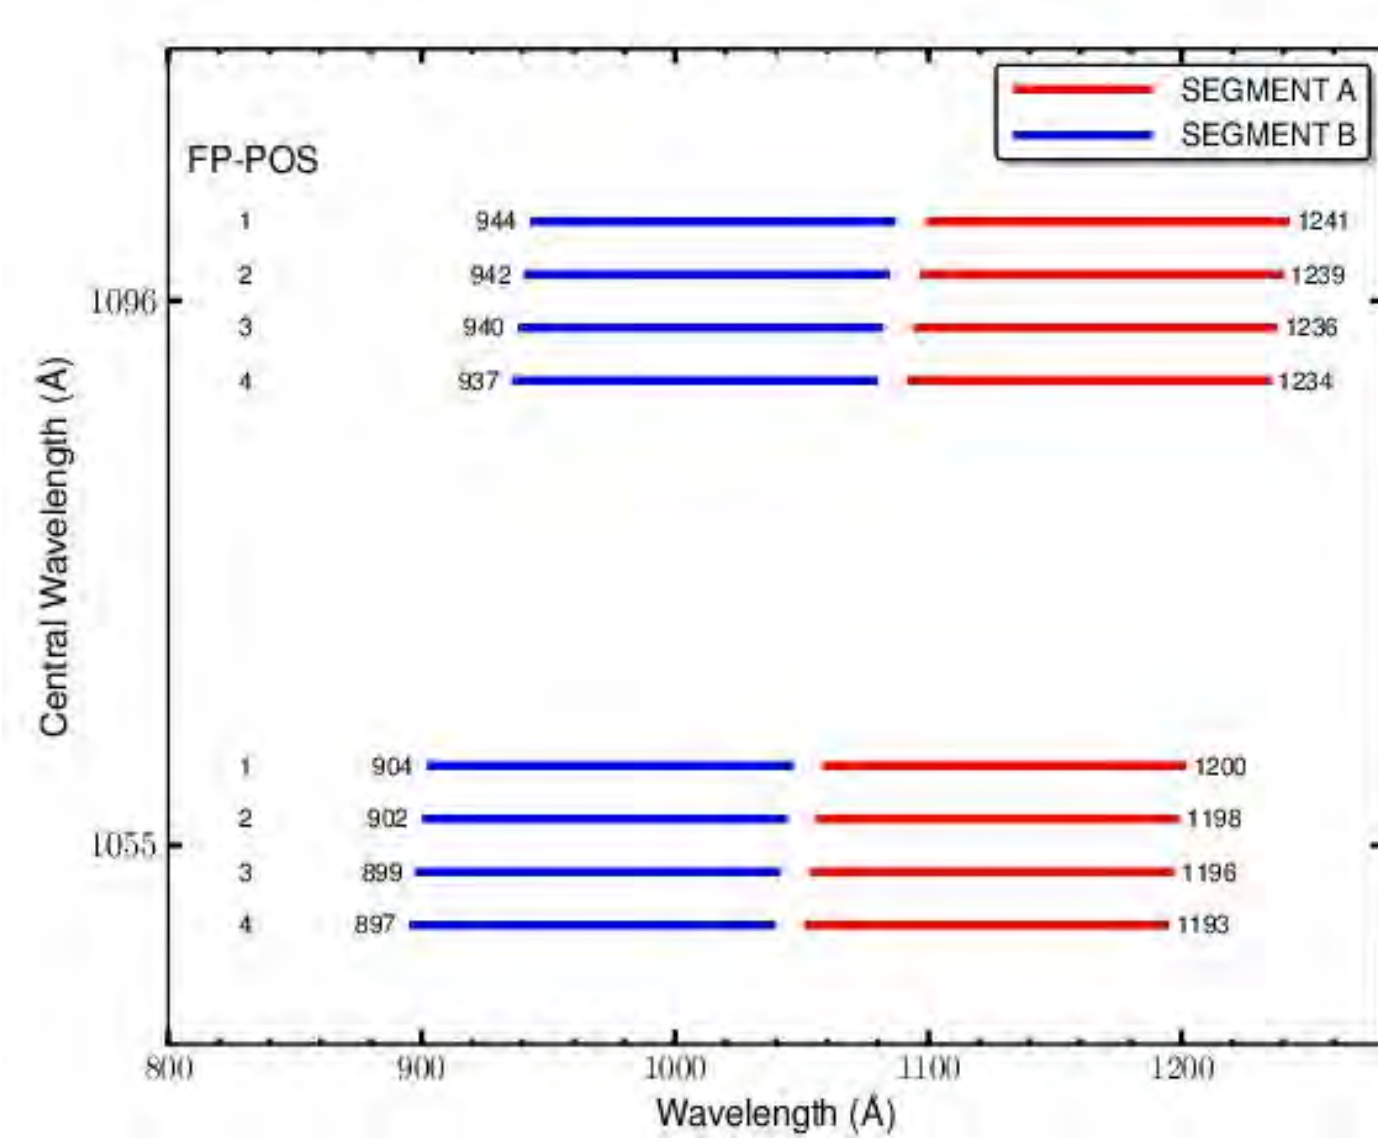 SEGMENT A
SEGMENT B
FP-POS
1 944 1241
2 942 1239
1096
3 940 1236
4 937 1234
Central Wavelength (Å)
1 904 1200
2 902 1198
1055
3 899 1196
4 897 1193
800 900 1000 1100 1200
Wavelength (Å)